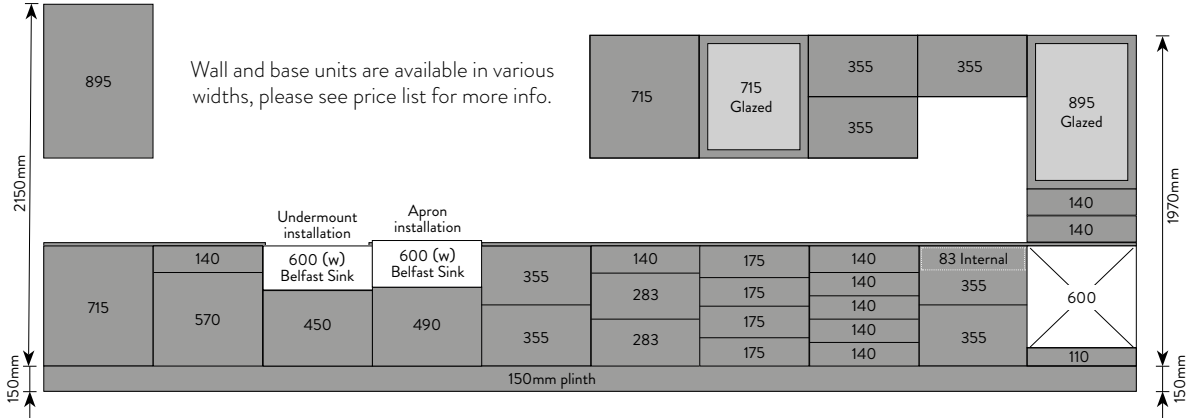 895
Wall and base units are available in various
widths, please see price list for more info.
715
715
Glazed
355
355
355
895
Glazed
140
140
2150mm
1970mm
Undermount
installation
Apron
installation
715
140
570
600 (w)
Belfast Sink
450
600 (w)
Belfast Sink
490
355
355
140
283
283
175
175
175
175
140
140
140
140
140
83 Internal
355
355
600
110
150mm
150mm plinth
150mm